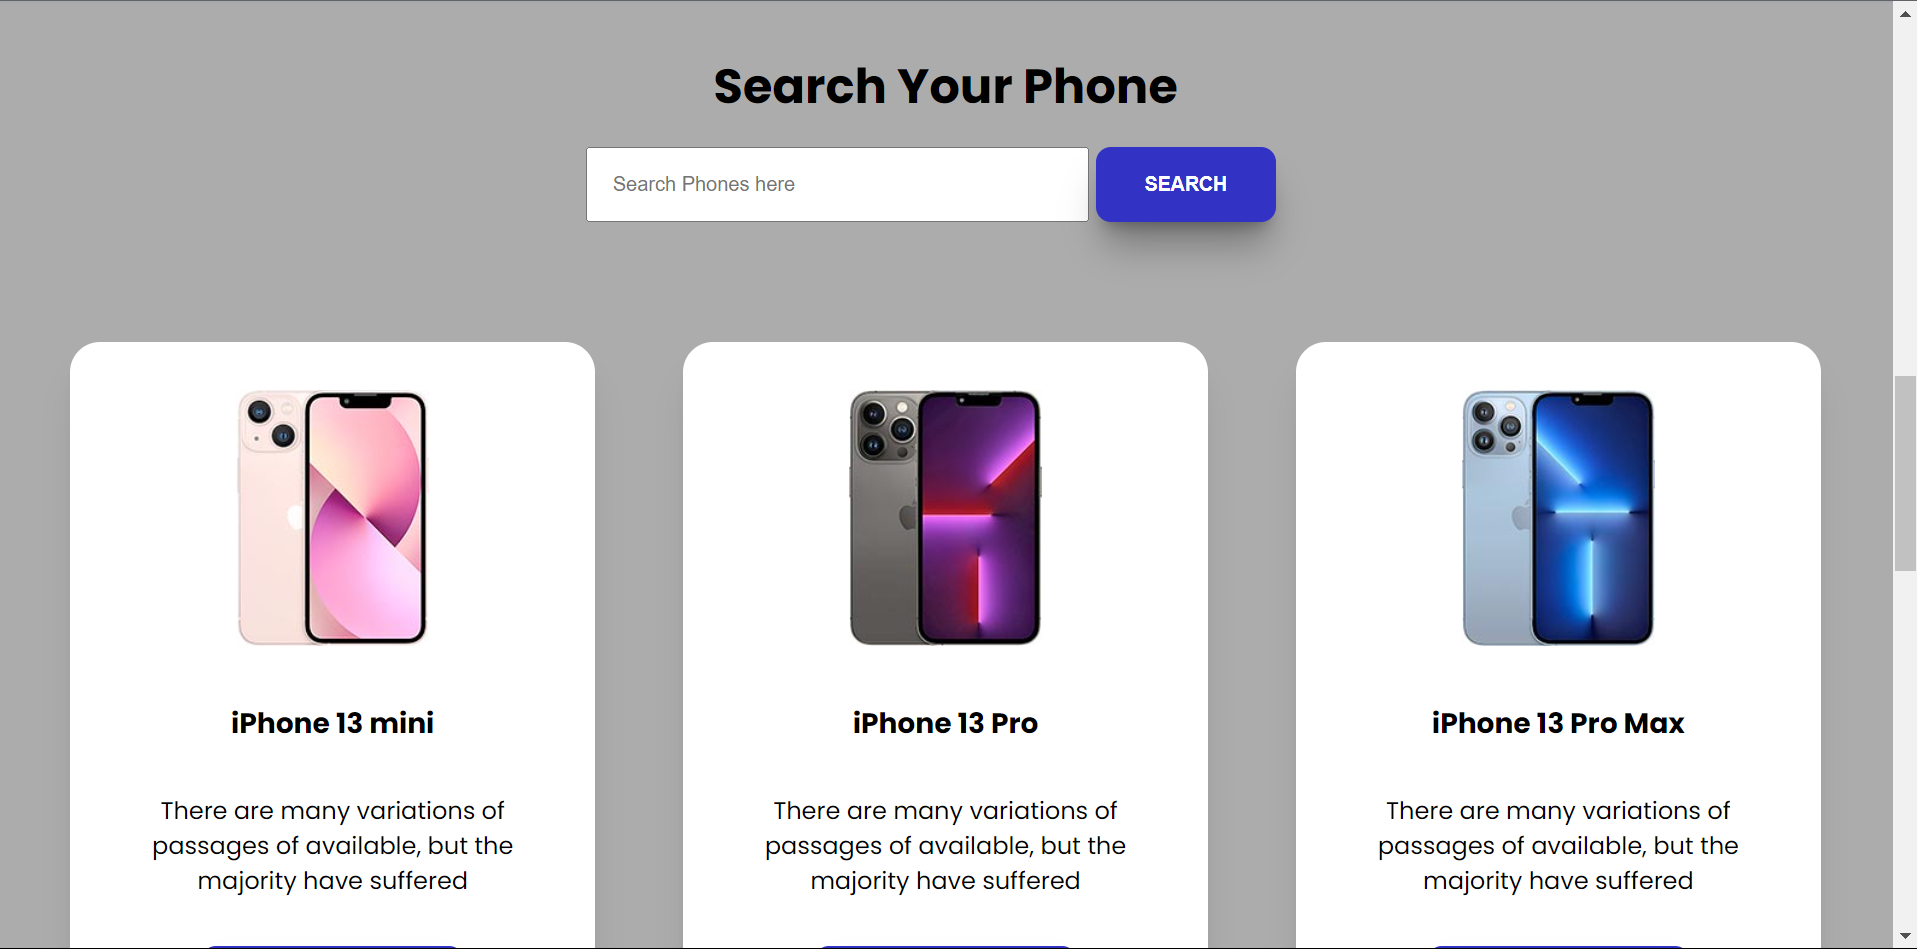 Search Your Phone
Search Phones here
SEARCH
iPhone 13 mini
There are many variations of
passages of available, but the
majority have suffered
iPhone 13 Pro
There are many variations of
passages of available, but the
majority have suffered
iPhone 13 Pro Max
There are many variations of
passages of available, but the
majority have suffered